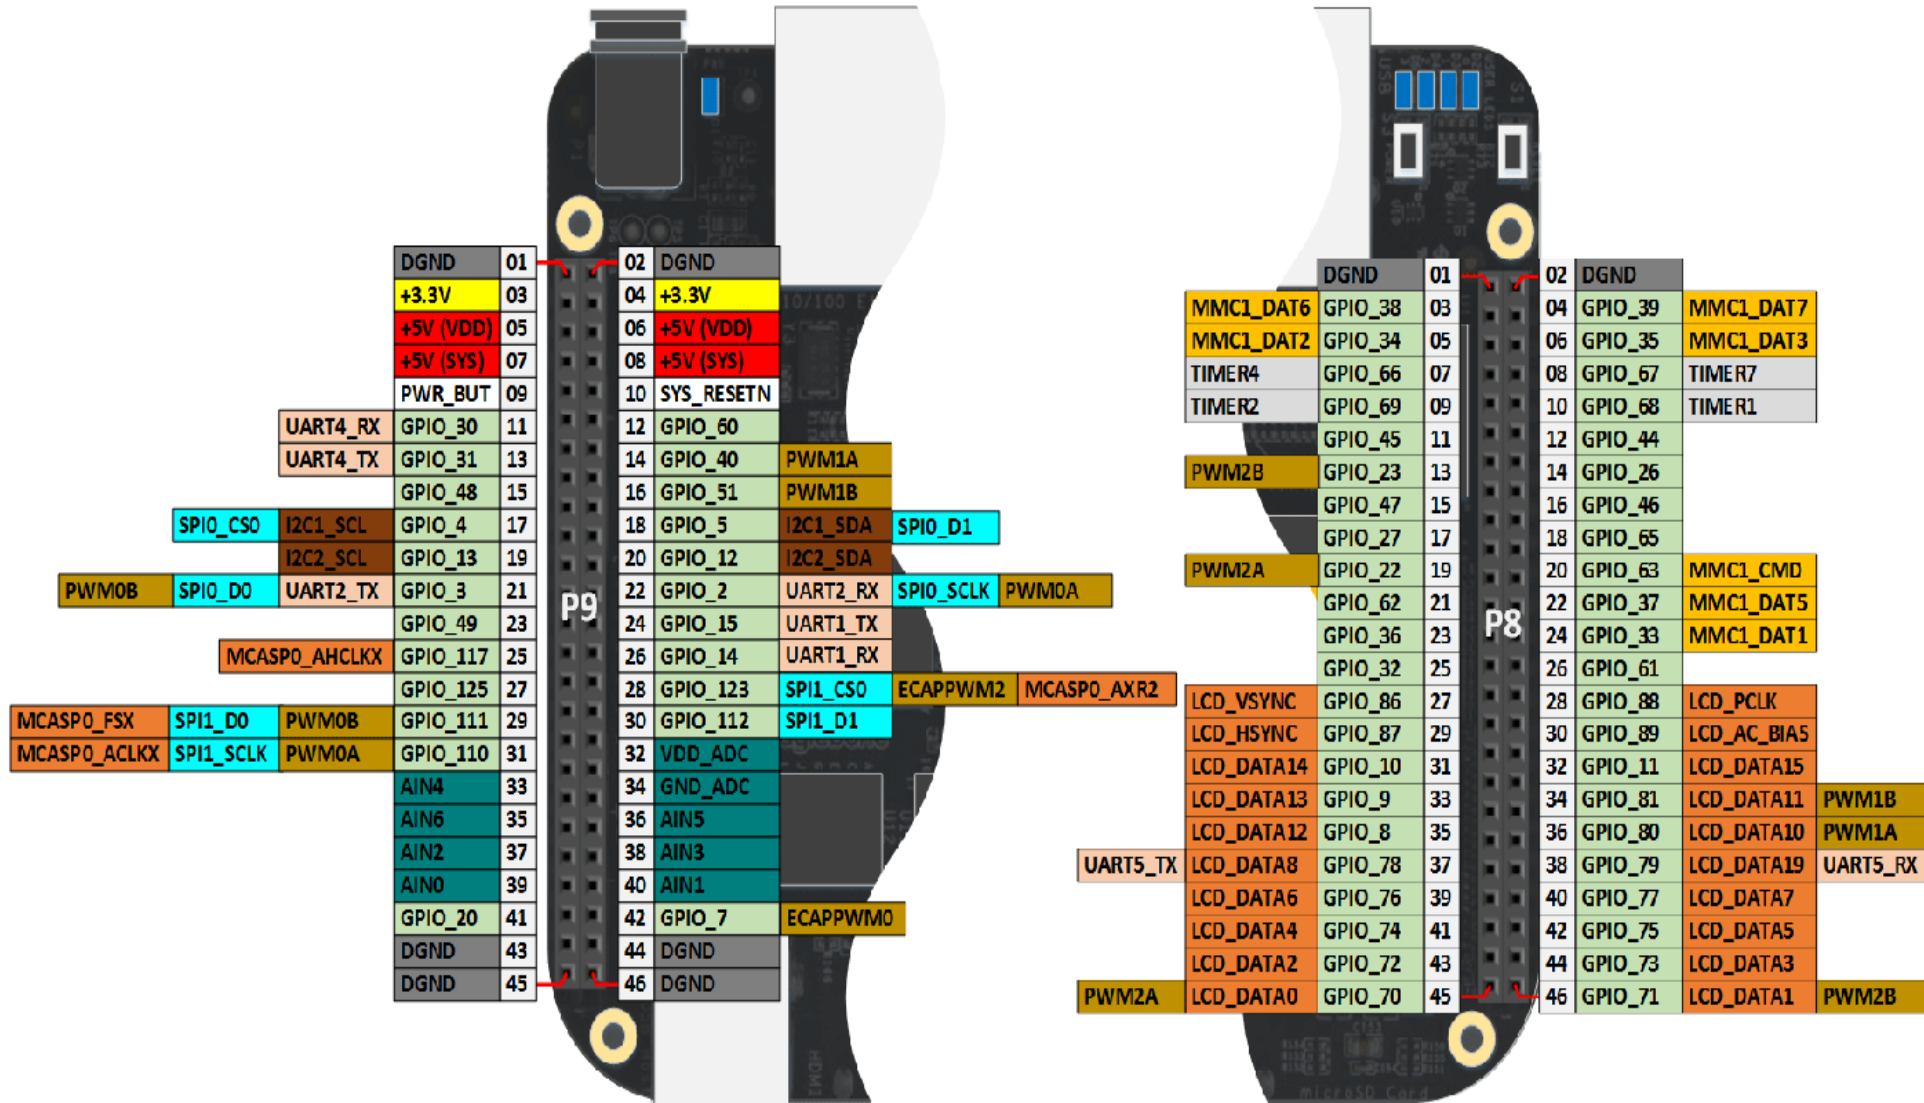 DGND 01 02 DGND
+3.3V 03 04 +3.3V
+5V (VDD) 05 06 +5V (VDD)
+5V (SYS) 07 08 +5V (SYS)
PWR_BUT 09 10 SYS_RESETN
UART4_RX GPIO_30 11 12 GPIO_60
UART4_TX GPIO_31 13 14 GPIO_40 PWM1A
GPIO_48 15 16 GPIO_51 PWM1B
SPI0_CS0 I2C1_SCL GPIO_4 17 18 GPIO_5 I2C1_SDA SPI0_D1
I2C2_SCL GPIO_13 19 20 GPIO_12 I2C2_SDA
PWM0B SPI0_D0 UART2_TX GPIO_3 21 22 GPIO_2 UART2_RX SPI0_SCLK PWM0A
P9
GPIO_49 23 24 GPIO_15 UART1_TX
MCASP0_AHCLKX GPIO_117 25 26 GPIO_14 UART1_RX
GPIO_125 27 28 GPIO_123 SPI1_CS0 ECAPPWM2 MCASP0_AXR2
MCASP0_FSX SPI1_D0 PWM0B GPIO_111 29 30 GPIO_112 SPI1_D1
MCASP0_ACLKX SPI1_SCLK PWM0A GPIO_110 31 32 VDD_ADC
AIN4 33 34 GND_ADC
AIN6 35 36 AIN5
AIN2 37 38 AIN3
AIN0 39 40 AIN1
GPIO_20 41 42 GPIO_7 ECAPPWM0
DGND 43 44 DGND
DGND 45 46 DGND
10/100
HDMI
USB
S1
DGND 01 02 DGND
MMC1_DAT6 GPIO_38 03 04 GPIO_39 MMC1_DAT7
MMC1_DAT2 GPIO_34 05 06 GPIO_35 MMC1_DAT3
TIMER4 GPIO_66 07 08 GPIO_67 TIMER7
TIMER2 GPIO_69 09 10 GPIO_68 TIMER1
GPIO_45 11 12 GPIO_44
PWM2B GPIO_23 13 14 GPIO_26
GPIO_47 15 16 GPIO_46
GPIO_27 17 18 GPIO_65
PWM2A GPIO_22 19 20 GPIO_63 MMC1_CMD
GPIO_62 21 22 GPIO_37 MMC1_DAT5
P8
GPIO_36 23 24 GPIO_33 MMC1_DAT1
GPIO_32 25 26 GPIO_61
LCD_VSYNC GPIO_86 27 28 GPIO_88 LCD_PCLK
LCD_HSYNC GPIO_87 29 30 GPIO_89 LCD_AC_BIA5
LCD_DATA14 GPIO_10 31 32 GPIO_11 LCD_DATA15
LCD_DATA13 GPIO_9 33 34 GPIO_81 LCD_DATA11 PWM1B
LCD_DATA12 GPIO_8 35 36 GPIO_80 LCD_DATA10 PWM1A
UART5_TX LCD_DATA8 GPIO_78 37 38 GPIO_79 LCD_DATA19 UART5_RX
LCD_DATA6 GPIO_76 39 40 GPIO_77 LCD_DATA7
LCD_DATA4 GPIO_74 41 42 GPIO_75 LCD_DATA5
LCD_DATA2 GPIO_72 43 44 GPIO_73 LCD_DATA3
PWM2A LCD_DATA0 GPIO_70 45 46 GPIO_71 LCD_DATA1 PWM2B
microSD Card